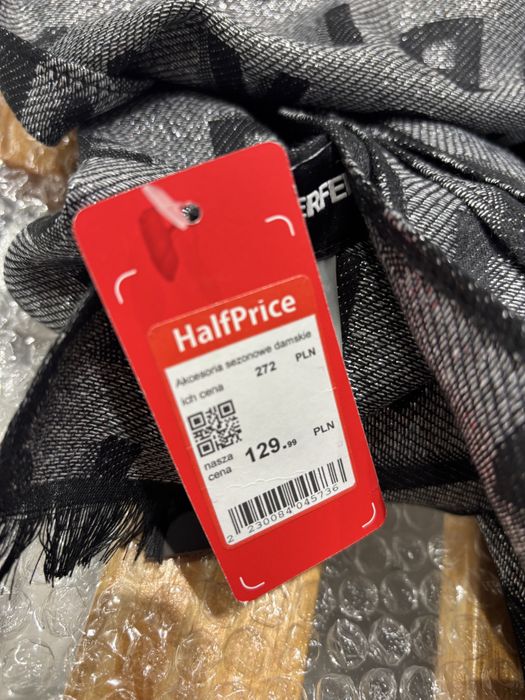 ERFE
HalfPrice
Akcesoria sezonowe damskie
ich cena 272 PLN
nasza cena 129.99 PLN
2 230084 045736